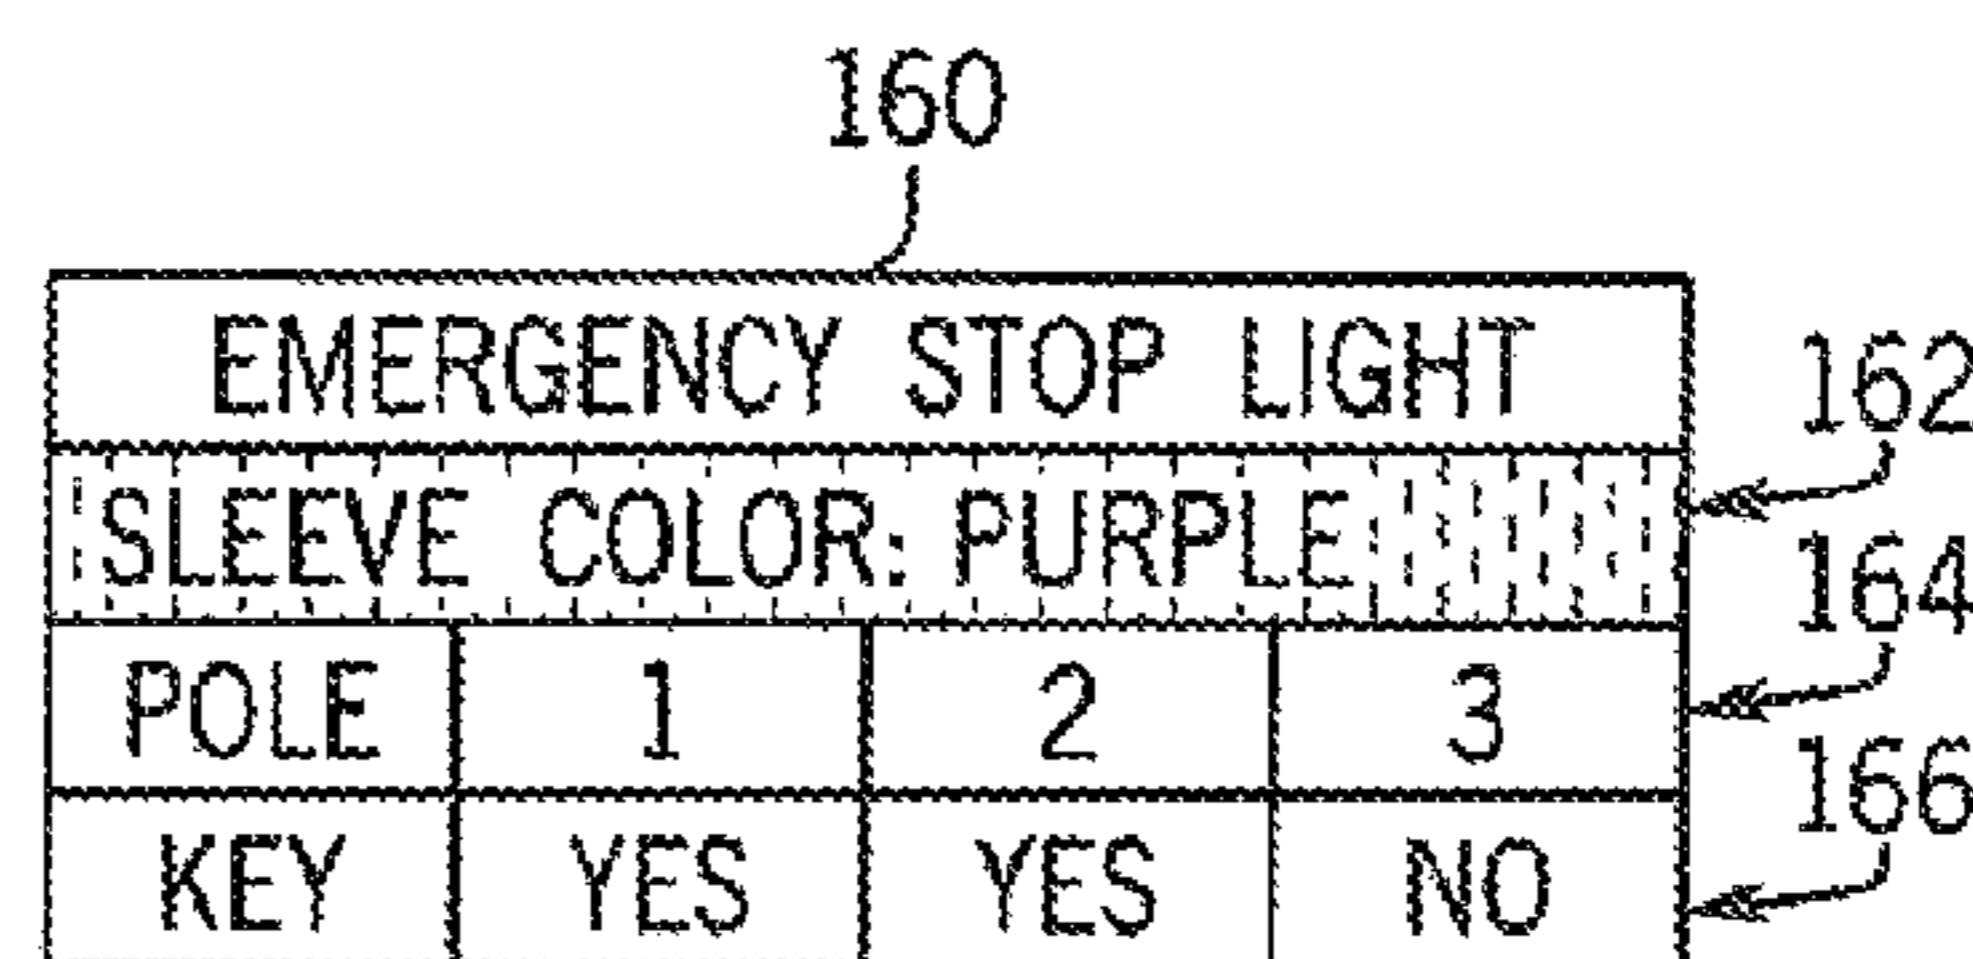 160
EMERGENCY STOP LIGHT
162
SLEEVE COLOR: PURPLE
164
POLE 1 2 3
166
KEY YES YES NO